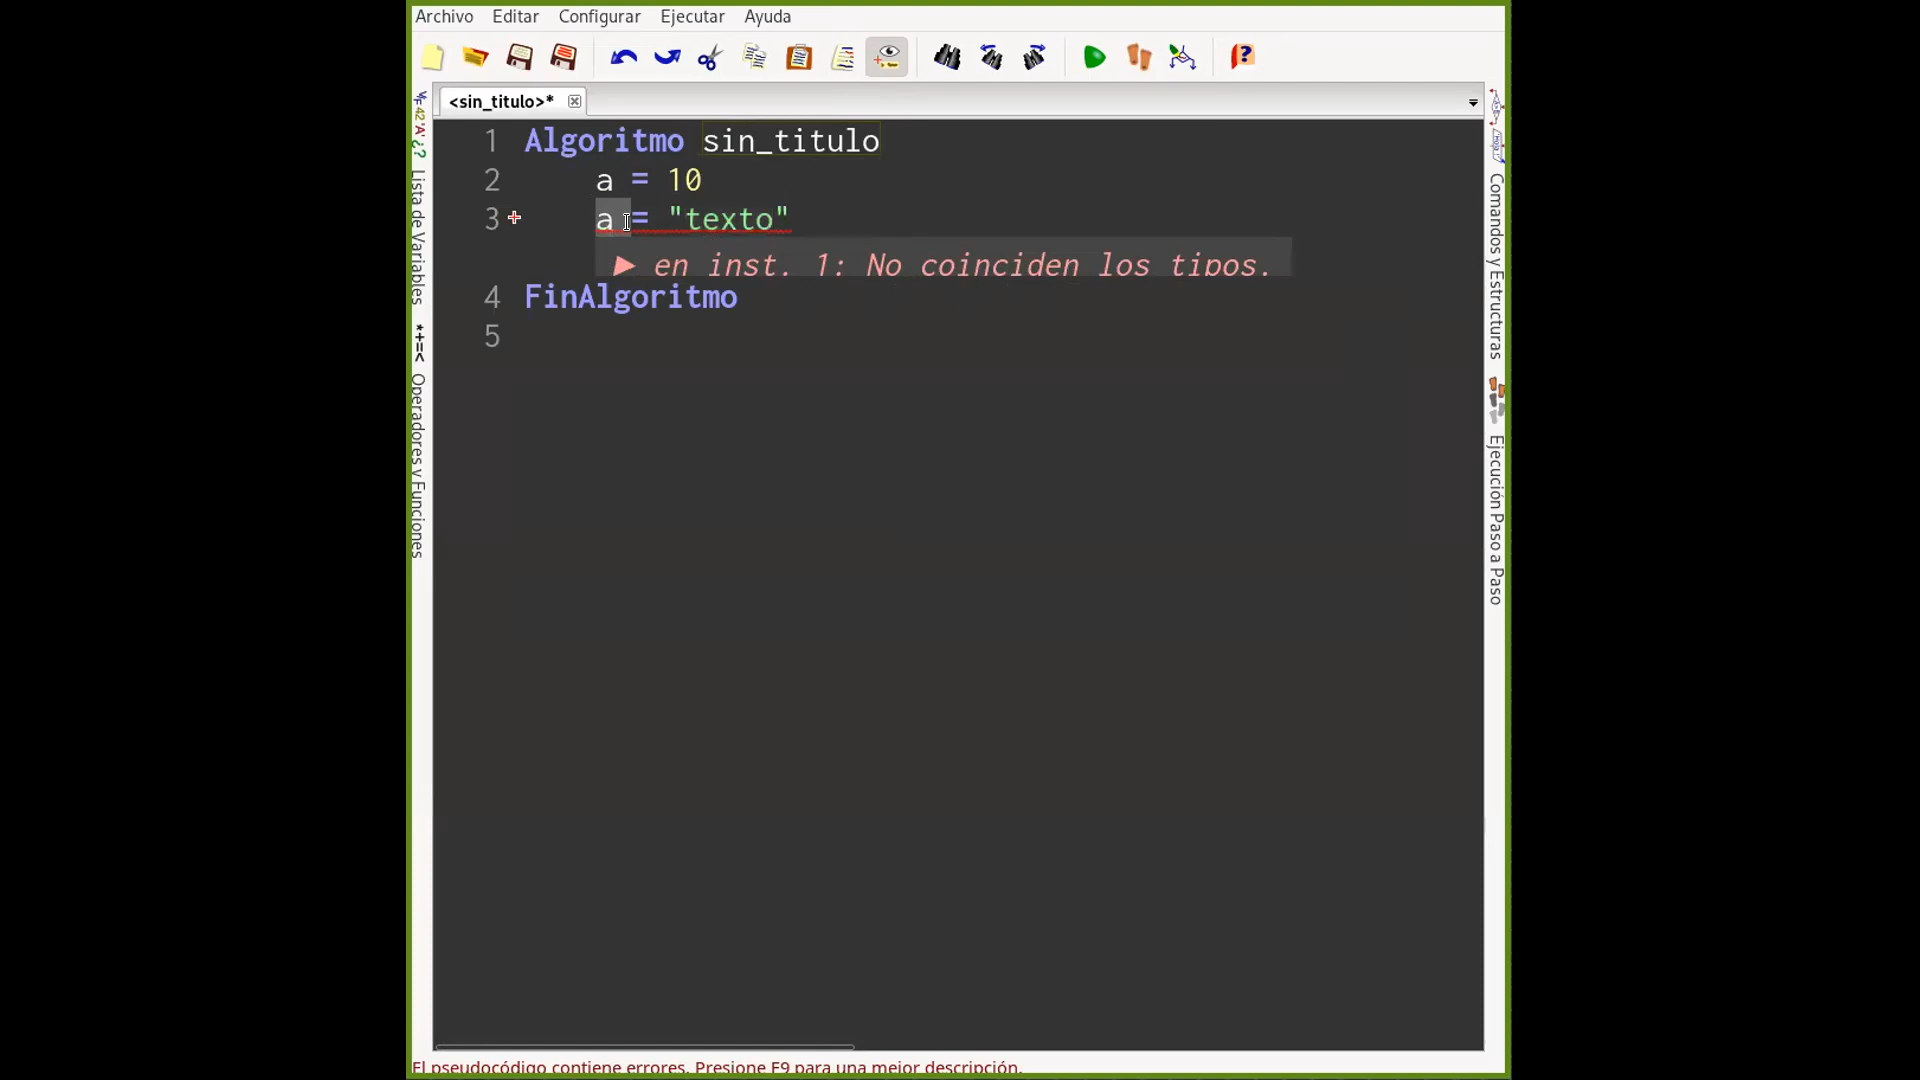 Archivo Editar Configurar Ejecutar Ayuda
<sin_titulo>*
1 Algoritmo sin_titulo
2 a = 10
3 a = "texto"
▶ en inst. 1: No coinciden los tipos.
4 FinAlgoritmo
5
VF42'A'¿? Lista de Variables
*+=< Operadores y Funciones
Comandos y Estructuras
Ejecución Paso a Paso
El pseudocódigo contiene errores. Presione F9 para una mejor descripción.